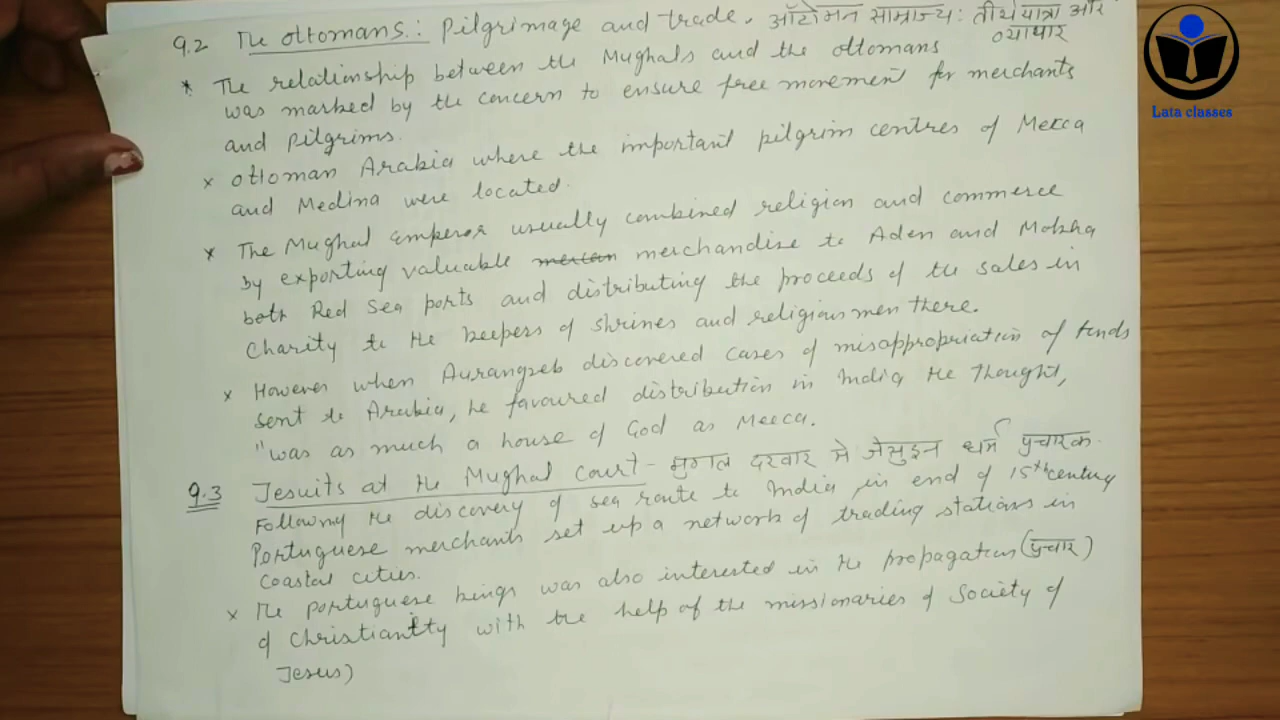 9.2 The Ottomans: Pilgrimage and trade. ऑटोमन साम्राज्य: तीर्थयात्रा और
व्यापार
* The relationship between the Mughals and the Ottomans
was marked by the concern to ensure free movement for merchants
and pilgrims.
× Ottoman Arabia where the important pilgrim centres of Mecca
and Medina were located.
* The Mughal emperor usually combined religion and commerce
by exporting valuable merchandise to Aden and Mokha
both Red Sea ports and distributing the proceeds of the sales in
Charity to the keepers of shrines and religious men there.
× However when Aurangzeb discovered cases of misappropriation of funds
sent to Arabia, he favoured distribution in India He thought,
"was as much a house of God as Mecca.
9.3 Jesuits at the Mughal Court - मुगल दरबार मे जेसुइन धर्म प्रचारक
Following the discovery of sea route to India in end of 15th century
Portuguese merchants set up a network of trading stations in
coastal cities.
× The portuguese kings was also interested in the propagation (प्रचार)
of Christiantty with the help of the missionaries of Society of
Jesus)
Lata classes